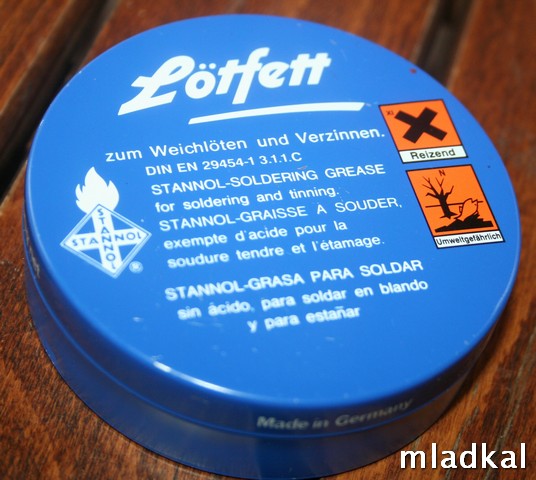 Lötfett
zum Weichlöten und Verzinnen.
DIN EN 29454-1 3.1.1.C
STANNOL-SOLDERING GREASE
for soldering and tinning.
STANNOL-GRAISSE À SOUDER,
exempte d'acide pour la
soudure tendre et l'étamage.
STANNOL-GRASA PARA SOLDAR
sin ácido, para soldar en blando
y para estañar
STANNOL
STANNOL
®
Xi
Reizend
N
Umweltgefährlich
Made in Germany
mladkal